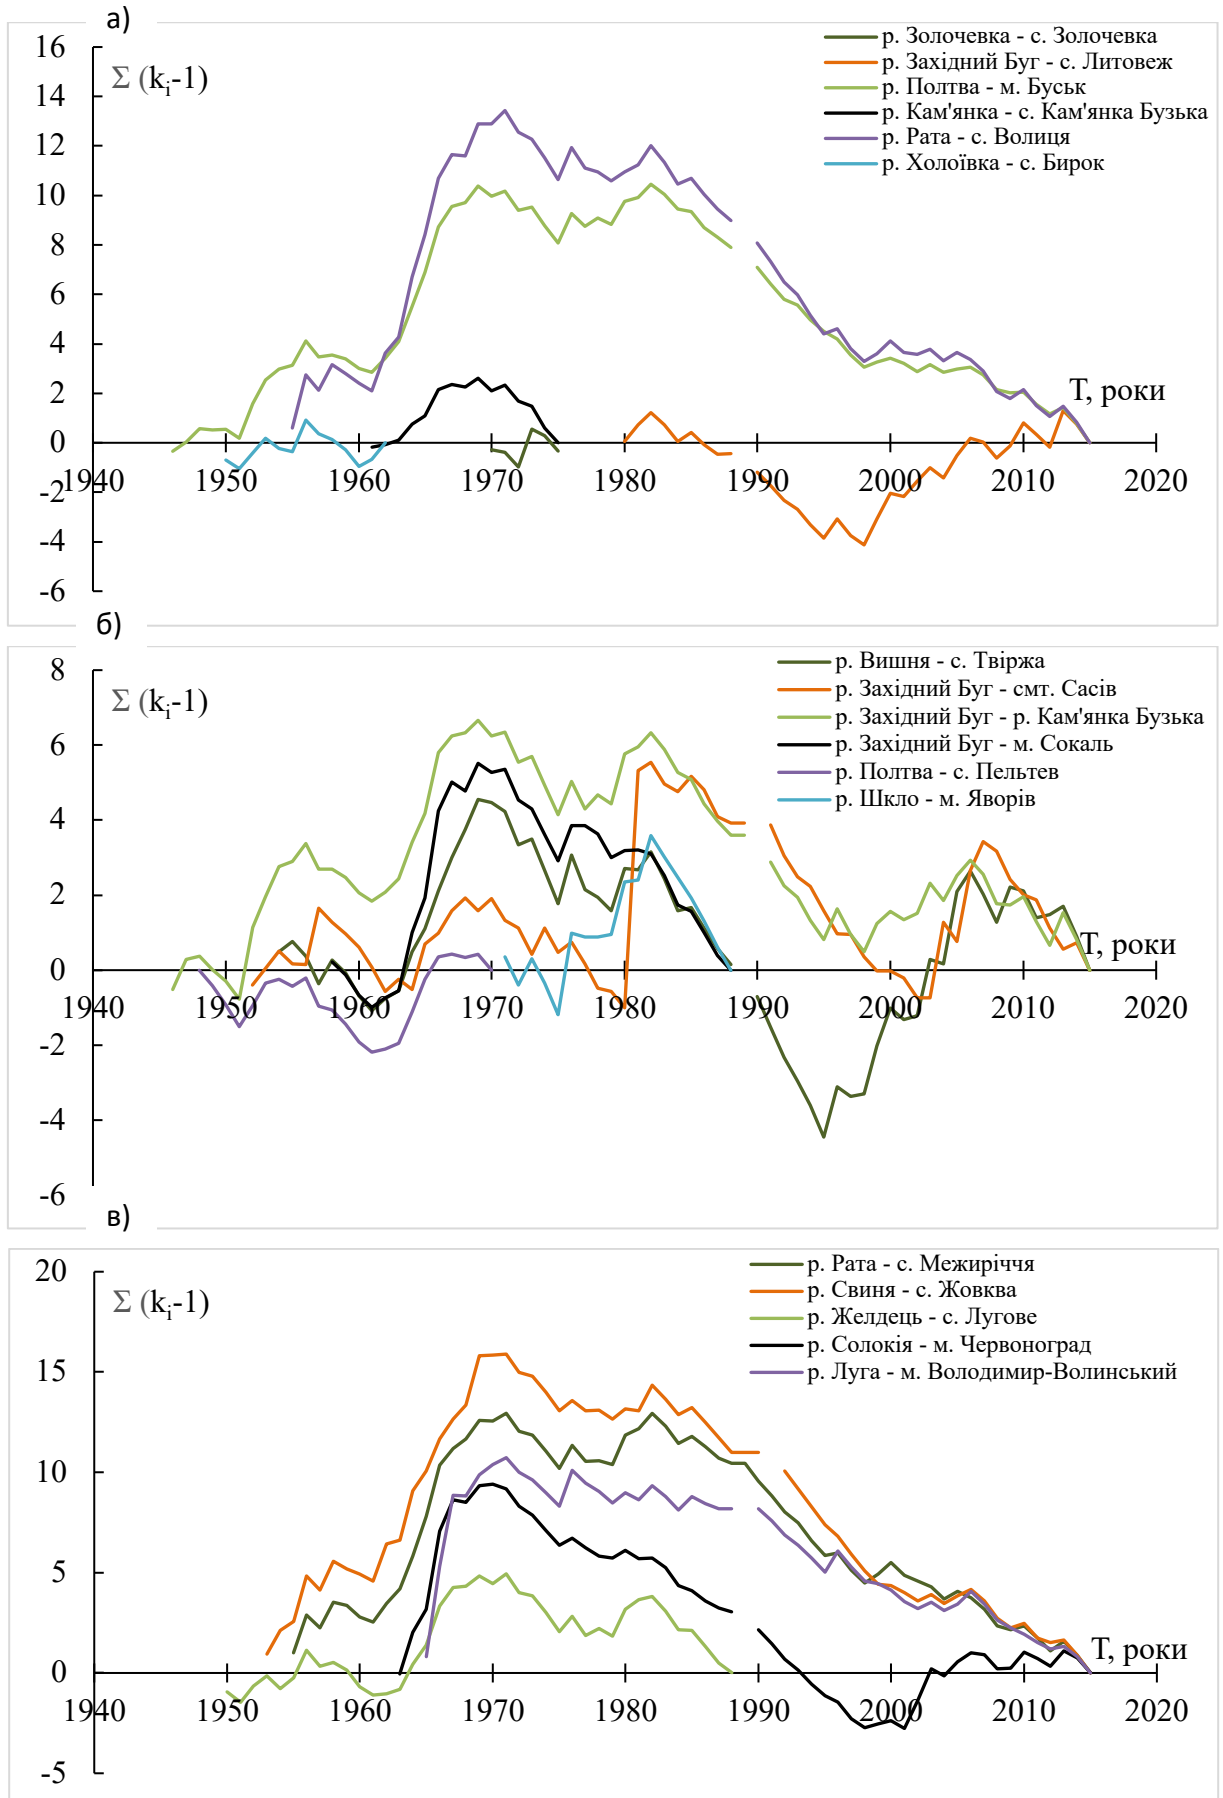 а)
16
Σ (ki-1)
14
12
10
8
6
4
2
0
-2
-4
-6
р. Золочевка - с. Золочевка
р. Західний Буг - с. Литовеж
р. Полтва - м. Буськ
р. Кам'янка - с. Кам'янка Бузька
р. Рата - с. Волиця
р. Холоївка - с. Бирок
Т, роки
1940 1950 1960 1970 1980 1990 2000 2010 2020
б)
8
Σ (ki-1)
6
4
2
0
-2
-4
-6
р. Вишня - с. Твіржа
р. Західний Буг - смт. Сасів
р. Західний Буг - р. Кам'янка Бузька
р. Західний Буг - м. Сокаль
р. Полтва - с. Пельтев
р. Шкло - м. Яворів
Т, роки
1940 1950 1960 1970 1980 1990 2000 2010 2020
в)
20
Σ (ki-1)
15
10
5
0
-5
р. Рата - с. Межиріччя
р. Свиня - с. Жовква
р. Желдець - с. Лугове
р. Солокія - м. Червоноград
р. Луга - м. Володимир-Волинський
Т, роки
1940 1950 1960 1970 1980 1990 2000 2010 2020